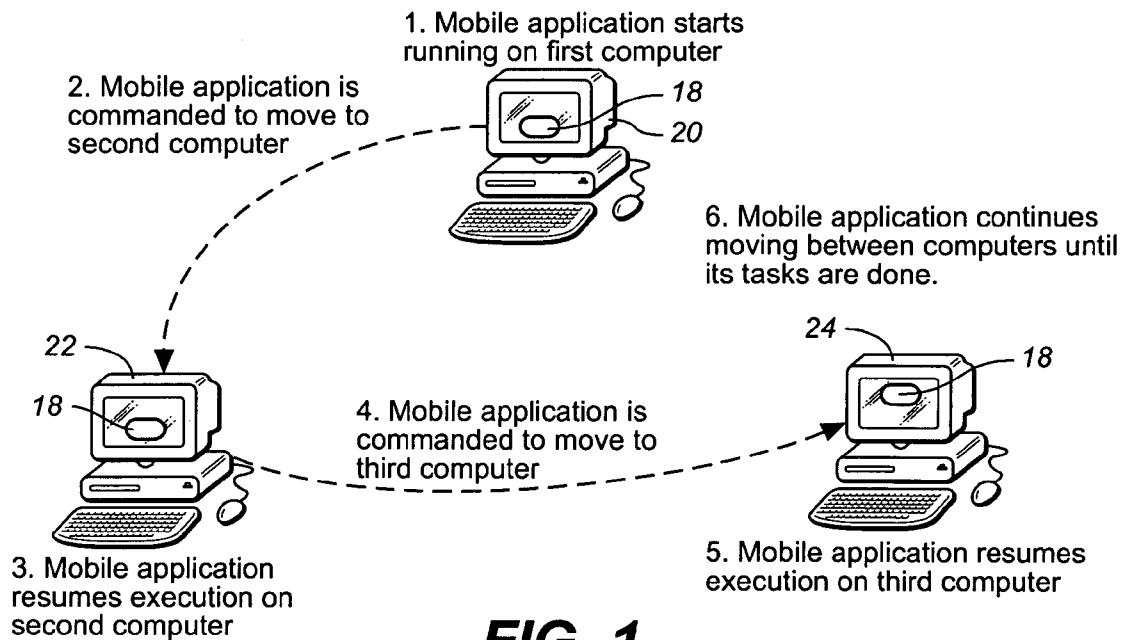 1. Mobile application starts
running on first computer
2. Mobile application is
commanded to move to
second computer
18
20
6. Mobile application continues
moving between computers until
its tasks are done.
22
18
24
18
4. Mobile application is
commanded to move to
third computer
3. Mobile application
resumes execution on
second computer
5. Mobile application resumes
execution on third computer
FIG. 1